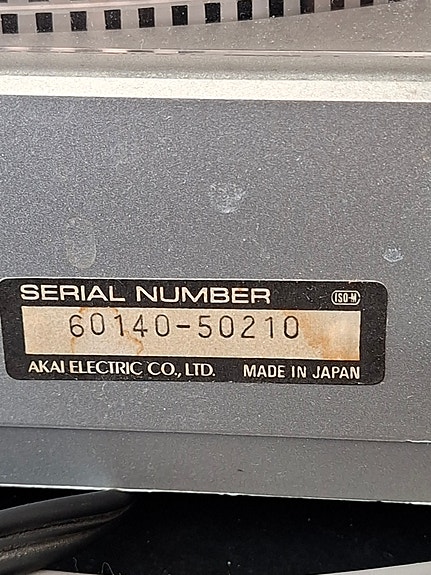 SERIAL NUMBER ISO-M
60140-50210
AKAI ELECTRIC CO., LTD. MADE IN JAPAN